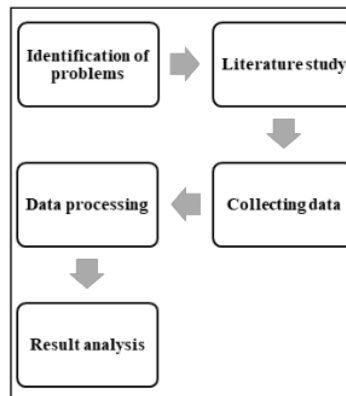 Identification of
problems
Literature study
Collecting data
Data processing
Result analysis